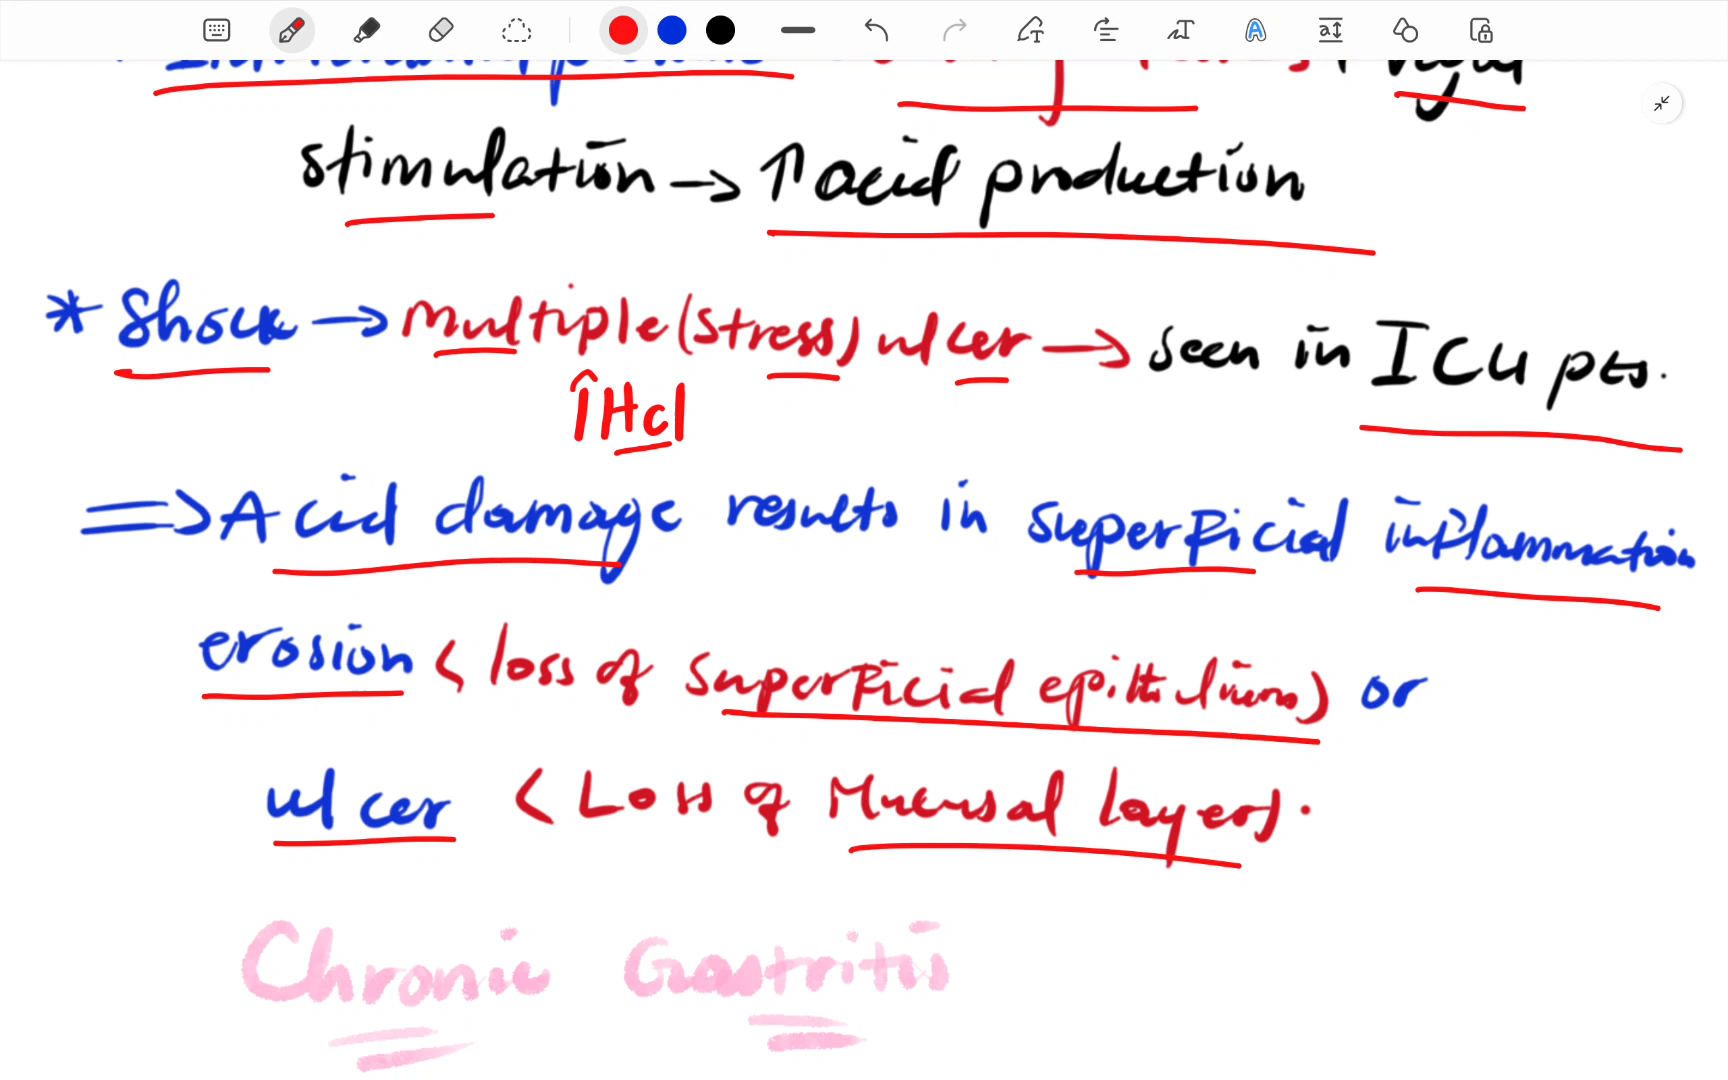 stimulation → ↑ acid production
* Shock → Multiple (stress) ulcer → seen in ICU pts.
↑ HCl
⇒ Acid damage results in superficial inflammation
erosion (loss of superficial epithelium) or
ulcer (Loss of Mucosal layer).
Chronic Gastritis